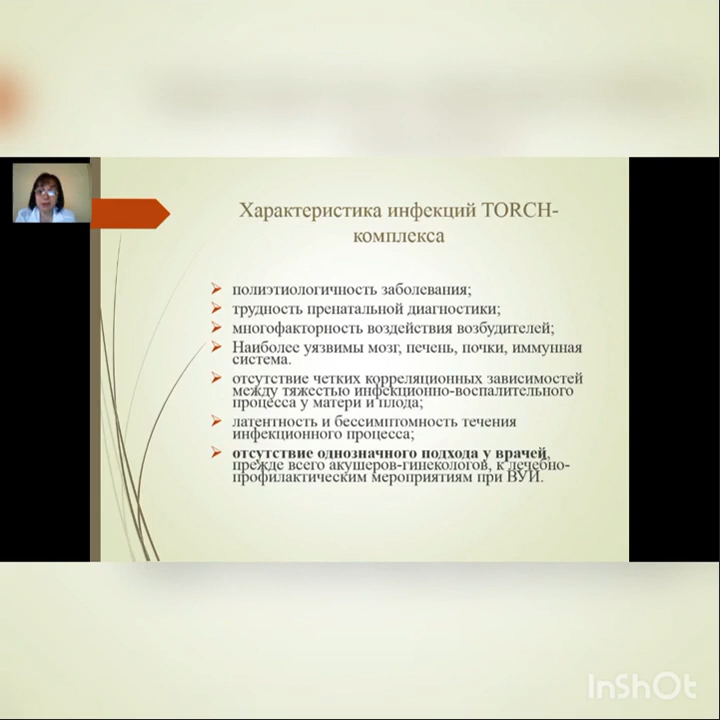 Характеристика инфекций TORCH-
комплекса
полиэтиологичность заболевания;
трудность пренатальной диагностики;
многофакторность воздействия возбудителей;
Наиболее уязвимы мозг, печень, почки, иммунная
система.
отсутствие четких корреляционных зависимостей
между тяжестью инфекционно-воспалительного
процесса у матери и плода;
латентность и бессимптомность течения
инфекционного процесса;
отсутствие однозначного подхода у врачей,
прежде всего акушеров-гинекологов, к лечебно-
профилактическим мероприятиям при ВУИ.
InShOt